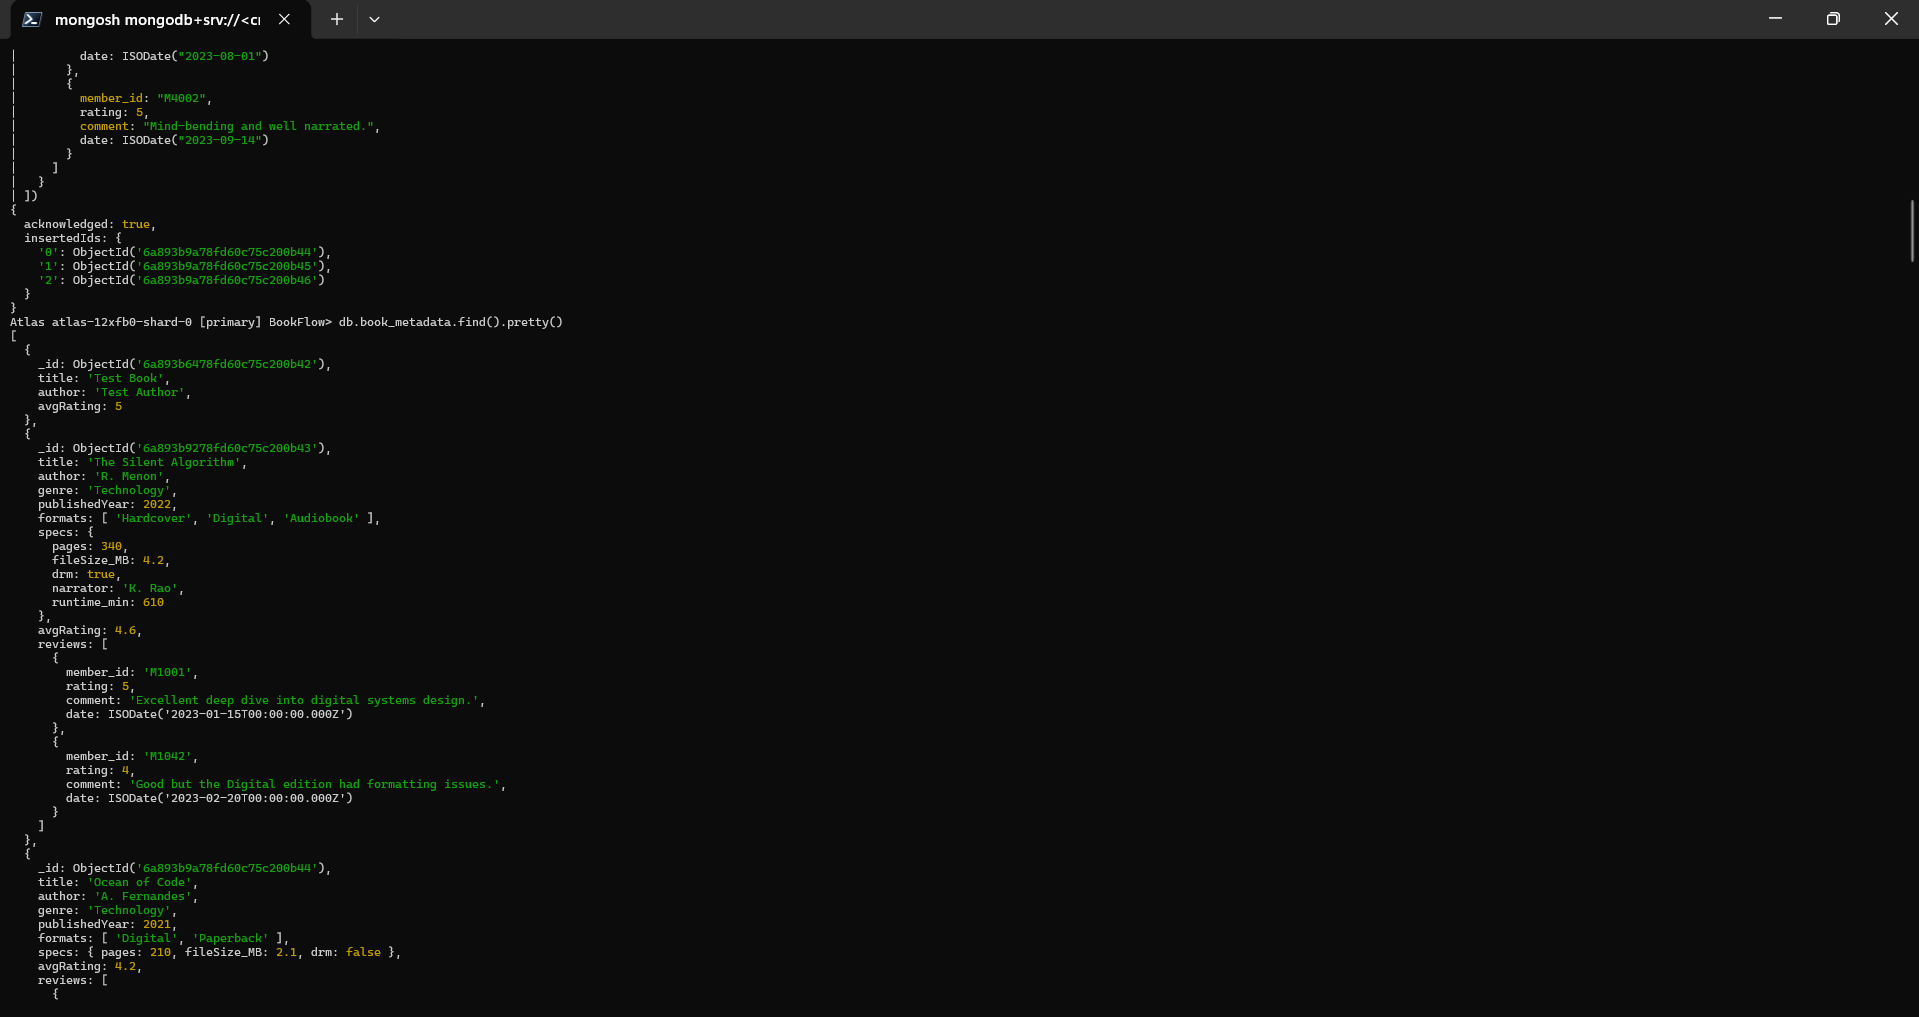 mongosh mongodb+srv://<cr
|         date: ISODate("2023-08-01")
|       },
|       {
|         member_id: "M4002",
|         rating: 5,
|         comment: "Mind-bending and well narrated.",
|         date: ISODate("2023-09-14")
|       }
|     ]
|   }
| ])
{
  acknowledged: true,
  insertedIds: {
    '0': ObjectId('6a893b9a78fd60c75c200b44'),
    '1': ObjectId('6a893b9a78fd60c75c200b45'),
    '2': ObjectId('6a893b9a78fd60c75c200b46')
  }
}
Atlas atlas-12xfb0-shard-0 [primary] BookFlow> db.book_metadata.find().pretty()
[
  {
    _id: ObjectId('6a893b6478fd60c75c200b42'),
    title: 'Test Book',
    author: 'Test Author',
    avgRating: 5
  },
  {
    _id: ObjectId('6a893b9278fd60c75c200b43'),
    title: 'The Silent Algorithm',
    author: 'R. Menon',
    genre: 'Technology',
    publishedYear: 2022,
    formats: [ 'Hardcover', 'Digital', 'Audiobook' ],
    specs: {
      pages: 340,
      fileSize_MB: 4.2,
      drm: true,
      narrator: 'K. Rao',
      runtime_min: 610
    },
    avgRating: 4.6,
    reviews: [
      {
        member_id: 'M1001',
        rating: 5,
        comment: 'Excellent deep dive into digital systems design.',
        date: ISODate('2023-01-15T00:00:00.000Z')
      },
      {
        member_id: 'M1042',
        rating: 4,
        comment: 'Good but the Digital edition had formatting issues.',
        date: ISODate('2023-02-20T00:00:00.000Z')
      }
    ]
  },
  {
    _id: ObjectId('6a893b9a78fd60c75c200b44'),
    title: 'Ocean of Code',
    author: 'A. Fernandes',
    genre: 'Technology',
    publishedYear: 2021,
    formats: [ 'Digital', 'Paperback' ],
    specs: { pages: 210, fileSize_MB: 2.1, drm: false },
    avgRating: 4.2,
    reviews: [
      {